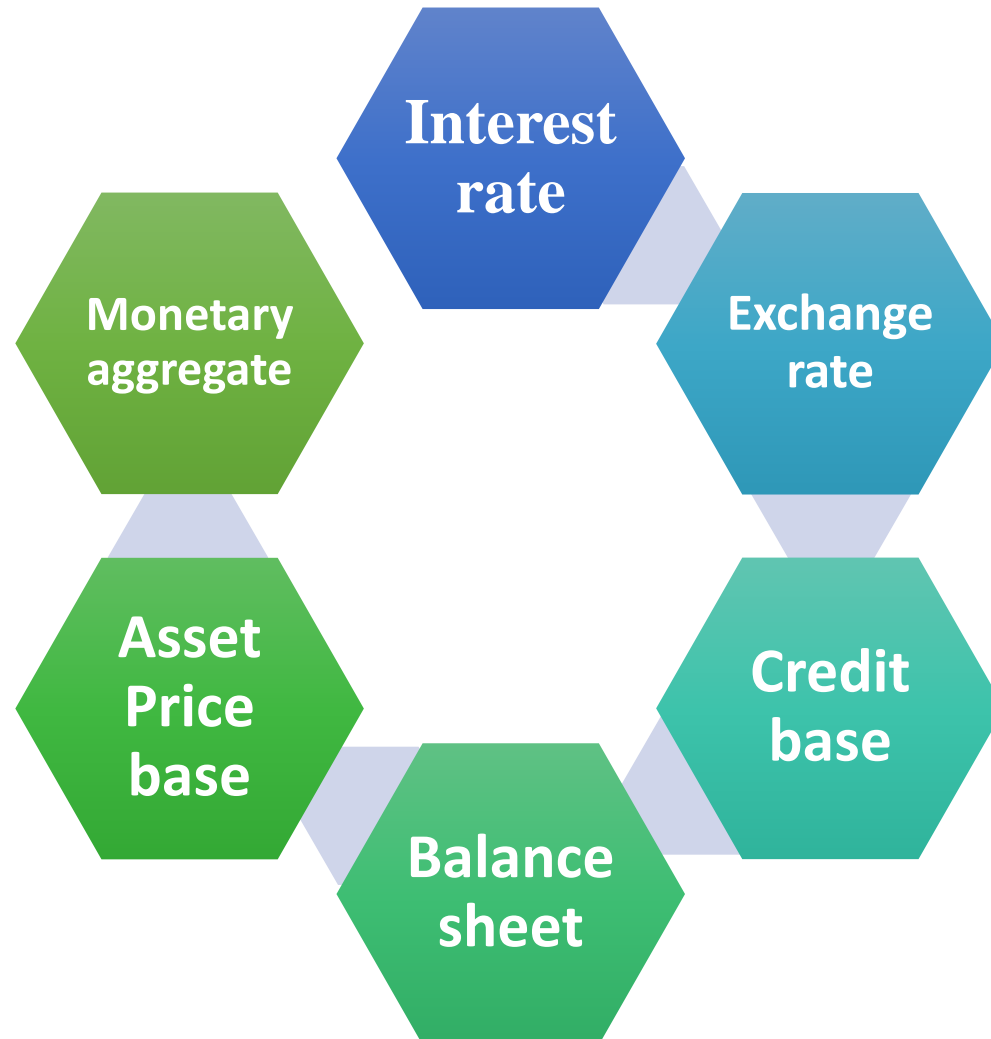 Interest
rate
Exchange
rate
Credit
base
Balance
sheet
Asset
Price
base
Monetary
aggregate